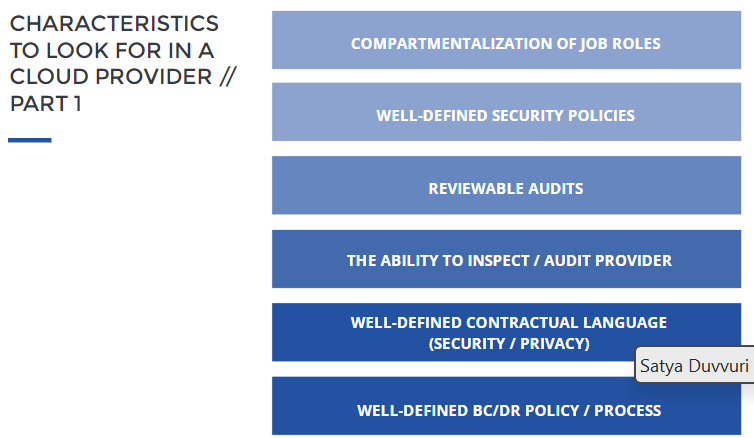 CHARACTERISTICS
TO LOOK FOR IN A
CLOUD PROVIDER //
PART 1
COMPARTMENTALIZATION OF JOB ROLES
WELL-DEFINED SECURITY POLICIES
REVIEWABLE AUDITS
THE ABILITY TO INSPECT / AUDIT PROVIDER
WELL-DEFINED CONTRACTUAL LANGUAGE
(SECURITY / PRIVACY)
Satya Duvvuri
WELL-DEFINED BC/DR POLICY / PROCESS